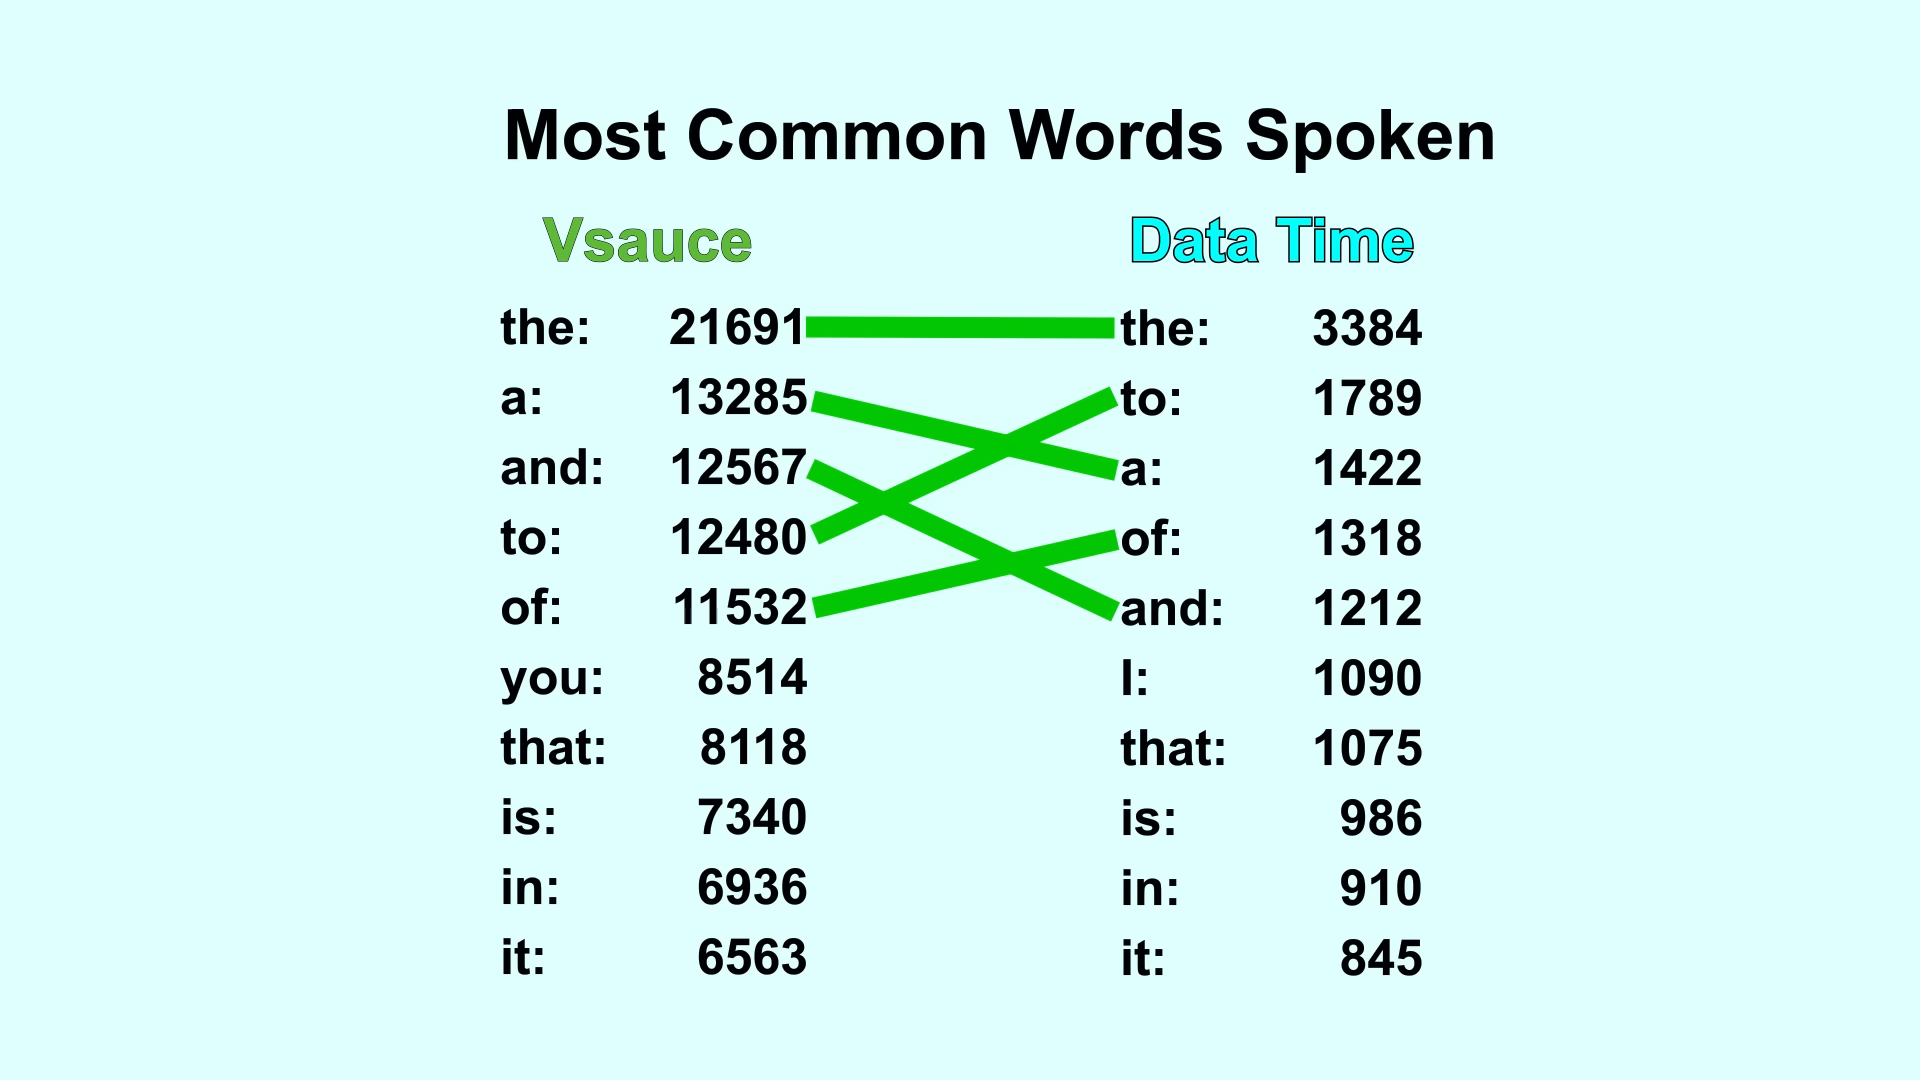 Most Common Words Spoken
Vsauce Data Time
the: 21691 the: 3384
a: 13285 to: 1789
and: 12567 a: 1422
to: 12480 of: 1318
of: 11532 and: 1212
you: 8514 I: 1090
that: 8118 that: 1075
is: 7340 is: 986
in: 6936 in: 910
it: 6563 it: 845